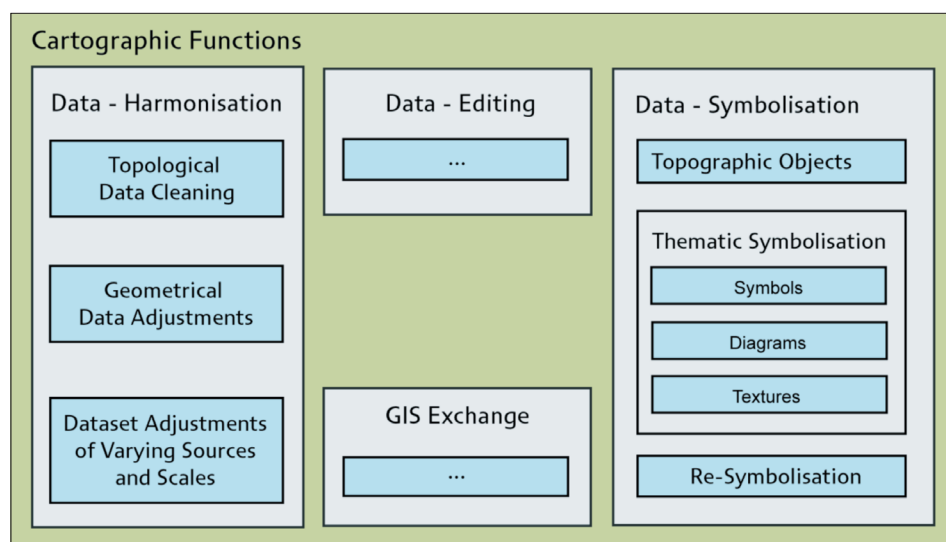 Cartographic Functions
Data - Harmonisation
Topological
Data Cleaning
Geometrical
Data Adjustments
Dataset Adjustments
of Varying Sources
and Scales
Data - Editing
...
GIS Exchange
...
Data - Symbolisation
Topographic Objects
Thematic Symbolisation
Symbols
Diagrams
Textures
Re-Symbolisation